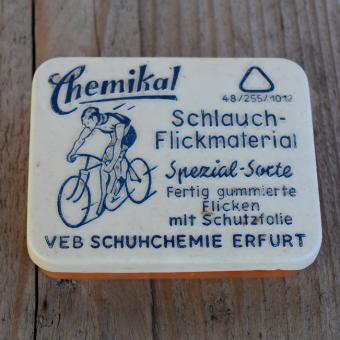 Chemikal
48/255/1012
Schlauch-
Flickmaterial
Spezial-Sorte
Fertig gummierte
Flicken
mit Schutzfolie
VEB SCHUHCHEMIE ERFURT